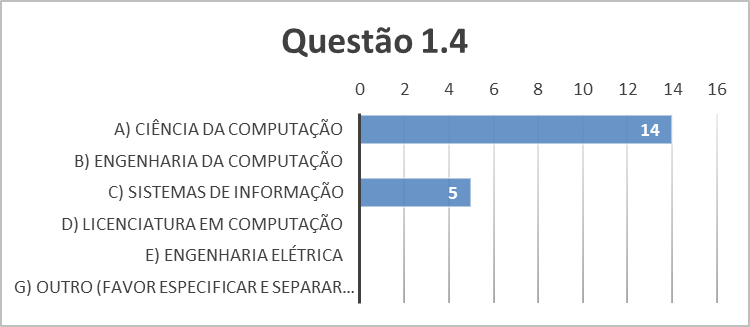 Questão 1.4
0 2 4 6 8 10 12 14 16
A) CIÊNCIA DA COMPUTAÇÃO 14
B) ENGENHARIA DA COMPUTAÇÃO
C) SISTEMAS DE INFORMAÇÃO 5
D) LICENCIATURA EM COMPUTAÇÃO
E) ENGENHARIA ELÉTRICA
G) OUTRO (FAVOR ESPECIFICAR E SEPARAR...